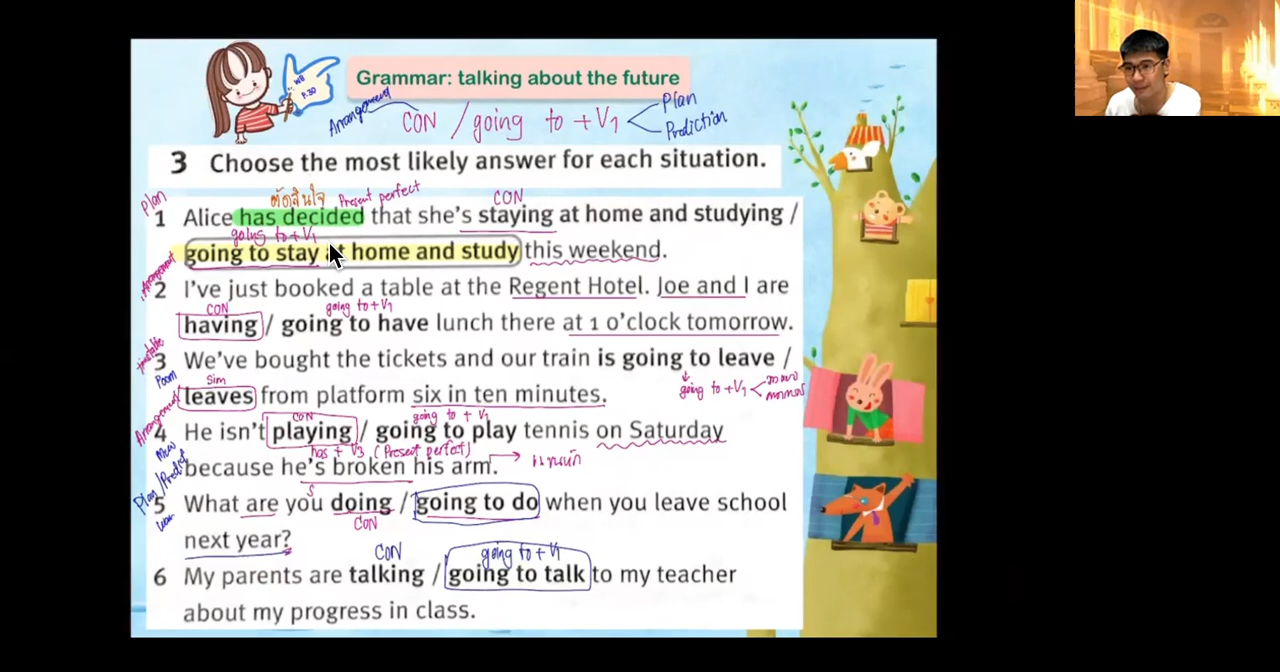 WB
P.30
Grammar: talking about the future
Arrangement CON / going to + V1 Plan
Prediction
3 Choose the most likely answer for each situation.
Plan ตัดสินใจ Present perfect CON
1 Alice has decided that she's staying at home and studying /
going to + V1
going to stay at home and study this weekend.
Arrangement
2 I've just booked a table at the Regent Hotel. Joe and I are
CON going to + V1
having / going to have lunch there at 1 o'clock tomorrow.
timetable
3 We've bought the tickets and our train is going to leave /
Sim going to + V1
leaves from platform six in ten minutes.
Arrangement CON going to + V1
4 He isn't playing / going to play tennis on Saturday
has + V3 (Present perfect)
because he's broken his arm. แขนหัก
Plan / Predict S
5 What are you doing / going to do when you leave school
CON
next year?
CON going to + V1
6 My parents are talking / going to talk to my teacher
about my progress in class.